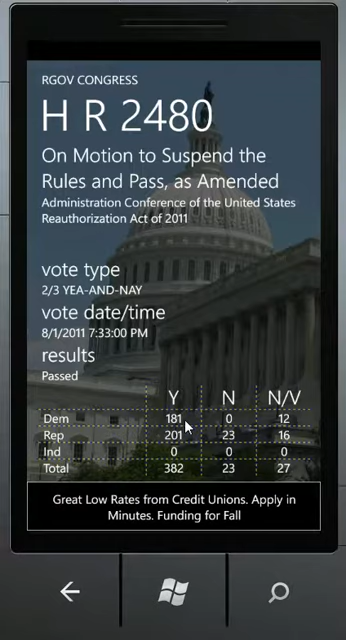 RGOV CONGRESS
H R 2480
On Motion to Suspend the
Rules and Pass, as Amended
Administration Conference of the United States
Reauthorization Act of 2011
vote type
2/3 YEA-AND-NAY
vote date/time
8/1/2011 7:33:00 PM
results
Passed
Y N N/V
Dem 181 0 12
Rep 201 23 16
Ind 0 0 0
Total 382 23 27
Great Low Rates from Credit Unions. Apply in
Minutes. Funding for Fall